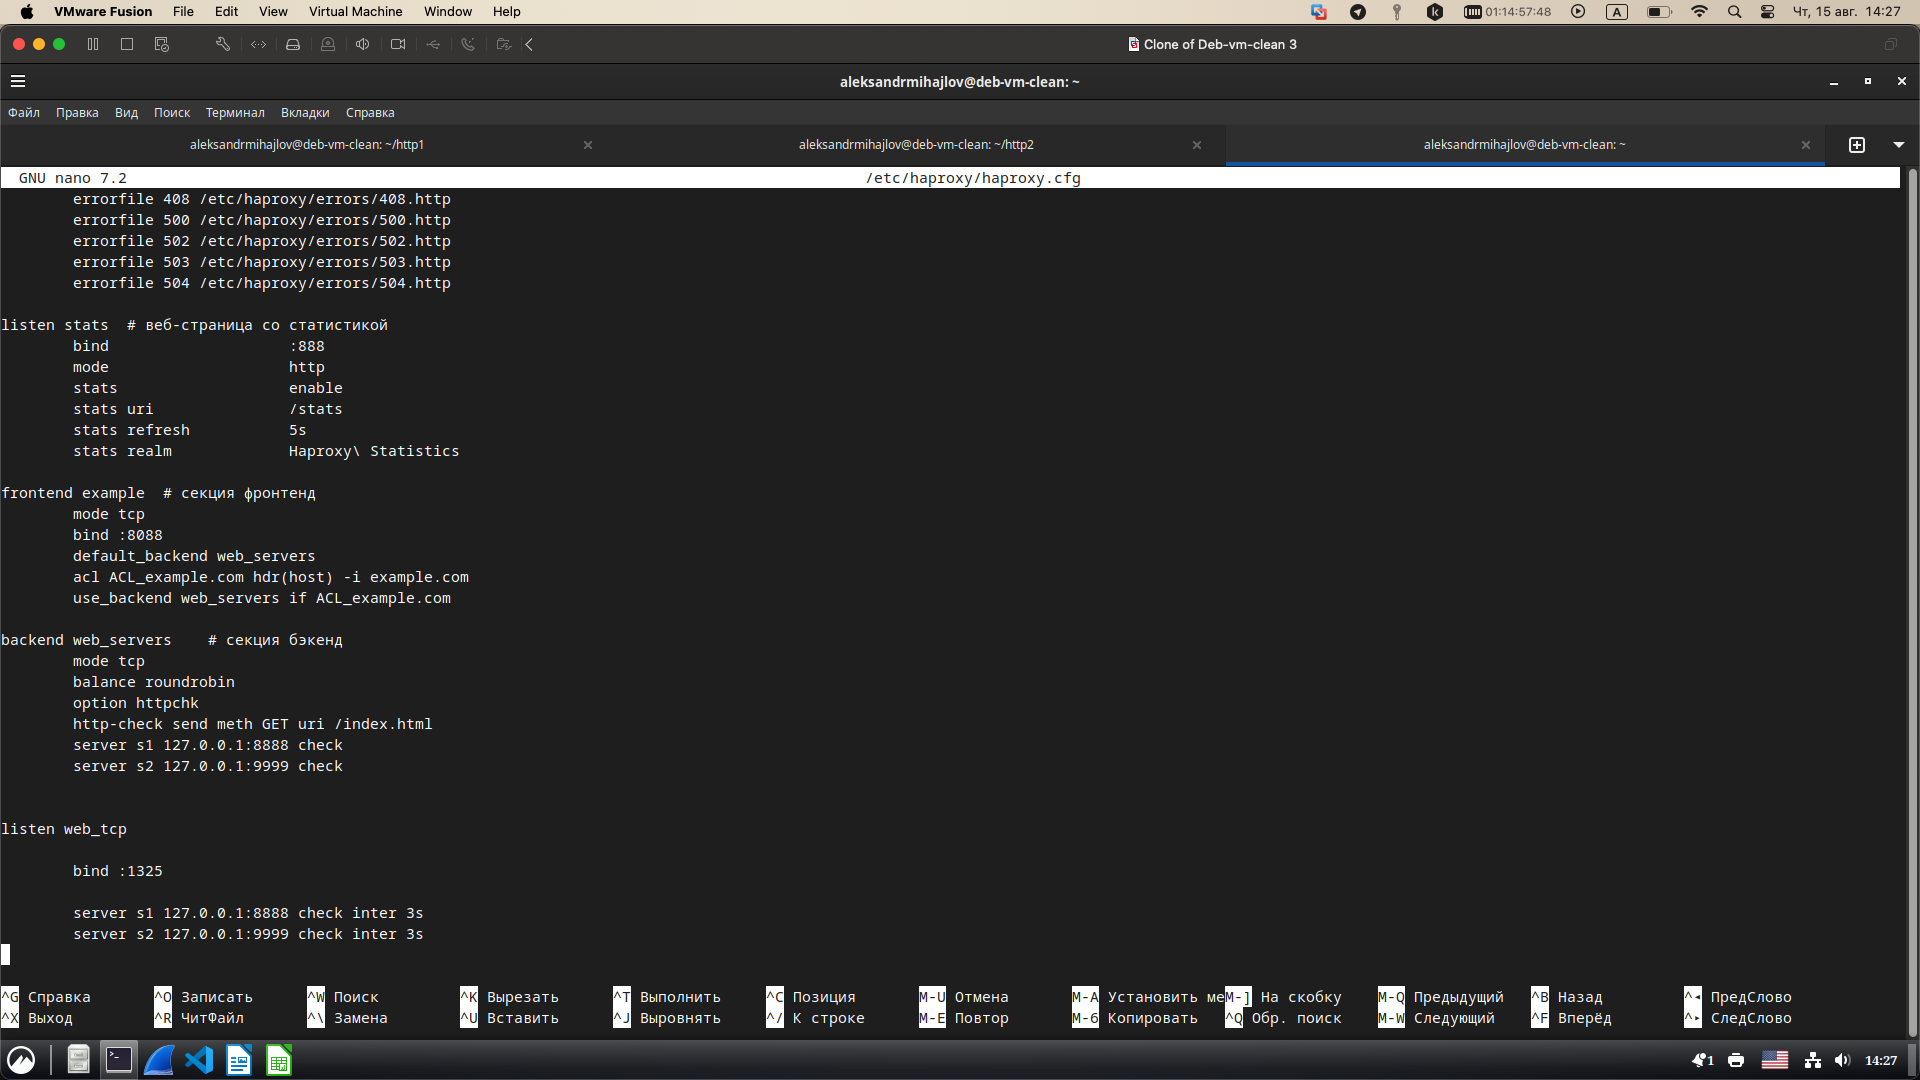 VMware Fusion File Edit View Virtual Machine Window Help 01:14:57:48 A Чт, 15 авг. 14:27
Clone of Deb-vm-clean 3
aleksandrmihajlov@deb-vm-clean: ~
Файл Правка Вид Поиск Терминал Вкладки Справка
aleksandrmihajlov@deb-vm-clean: ~/http1 aleksandrmihajlov@deb-vm-clean: ~/http2 aleksandrmihajlov@deb-vm-clean: ~
GNU nano 7.2 /etc/haproxy/haproxy.cfg
errorfile 408 /etc/haproxy/errors/408.http
errorfile 500 /etc/haproxy/errors/500.http
errorfile 502 /etc/haproxy/errors/502.http
errorfile 503 /etc/haproxy/errors/503.http
errorfile 504 /etc/haproxy/errors/504.http
listen stats # веб-страница со статистикой
bind :888
mode http
stats enable
stats uri /stats
stats refresh 5s
stats realm Haproxy\ Statistics
frontend example # секция фронтенд
mode tcp
bind :8088
default_backend web_servers
acl ACL_example.com hdr(host) -i example.com
use_backend web_servers if ACL_example.com
backend web_servers # секция бэкенд
mode tcp
balance roundrobin
option httpchk
http-check send meth GET uri /index.html
server s1 127.0.0.1:8888 check
server s2 127.0.0.1:9999 check
listen web_tcp
bind :1325
server s1 127.0.0.1:8888 check inter 3s
server s2 127.0.0.1:9999 check inter 3s
^G Справка ^O Записать ^W Поиск ^K Вырезать ^T Выполнить ^C Позиция M-U Отмена M-A Установить ме M-] На скобку M-Q Предыдущий ^B Назад ^◂ ПредСлово
^X Выход ^R ЧитФайл ^\ Замена ^U Вставить ^J Выровнять ^/ К строке M-E Повтор M-6 Копировать ^Q Обр. поиск M-W Следующий ^F Вперёд ^▸ СледСлово
1 14:27